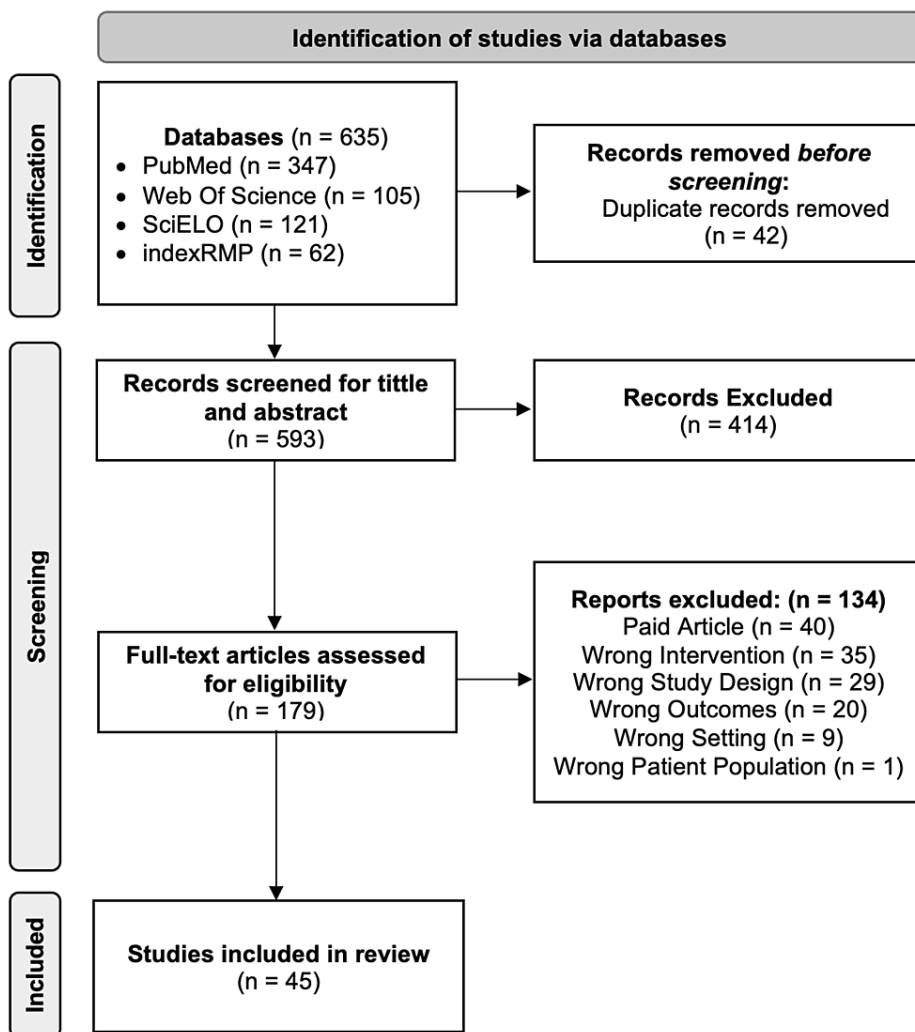 Identification of studies via databases
Identification
Databases (n = 635)
• PubMed (n = 347)
• Web Of Science (n = 105)
• SciELO (n = 121)
• indexRMP (n = 62)
Records removed before
screening:
Duplicate records removed
(n = 42)
Screening
Records screened for tittle
and abstract
(n = 593)
Records Excluded
(n = 414)
Full-text articles assessed
for eligibility
(n = 179)
Reports excluded: (n = 134)
Paid Article (n = 40)
Wrong Intervention (n = 35)
Wrong Study Design (n = 29)
Wrong Outcomes (n = 20)
Wrong Setting (n = 9)
Wrong Patient Population (n = 1)
Included
Studies included in review
(n = 45)